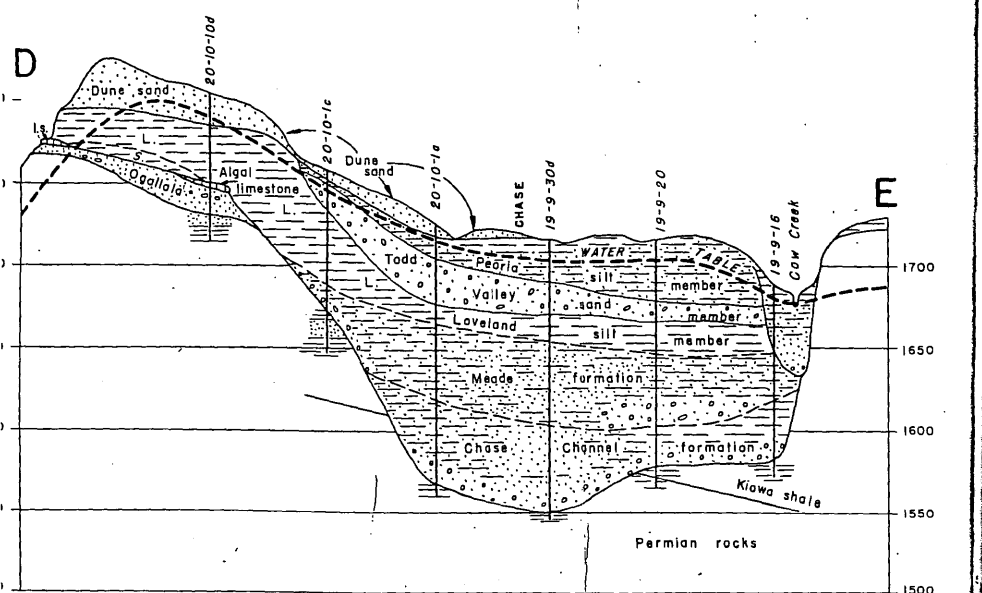 D
E
20-10-10d
20-10-1c
20-10-1a
CHASE
19-9-30d
19-9-20
19-9-16
Cow Creek
Dune sand
Dune
sand
l.s.
L.
S
Ogallala
Algal
limestone
L.
L
WATER TABLE
Todd
Peoria silt member
Valley sand member
Loveland silt member
Meade formation
Chase Channel formation
Kiowa shale
Permian rocks
1700
1650
1600
1550
1500